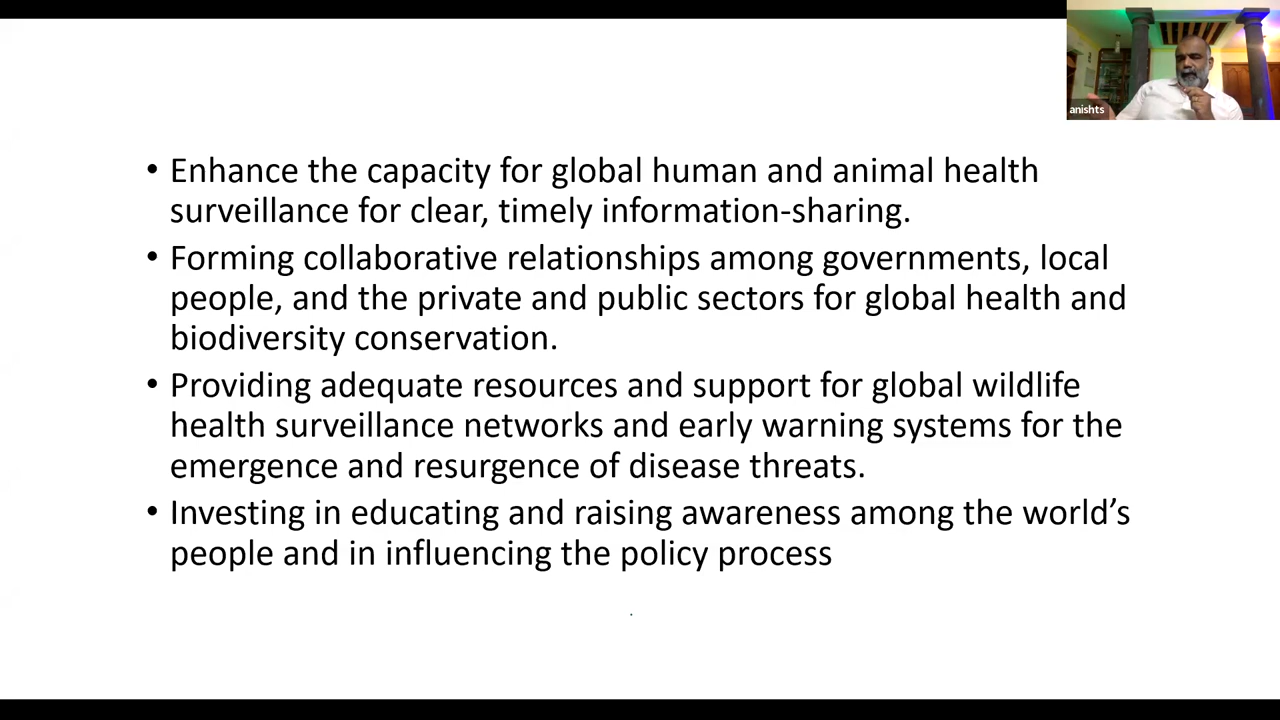 anishts
• Enhance the capacity for global human and animal health
surveillance for clear, timely information-sharing.
• Forming collaborative relationships among governments, local
people, and the private and public sectors for global health and
biodiversity conservation.
• Providing adequate resources and support for global wildlife
health surveillance networks and early warning systems for the
emergence and resurgence of disease threats.
• Investing in educating and raising awareness among the world’s
people and in influencing the policy process
.